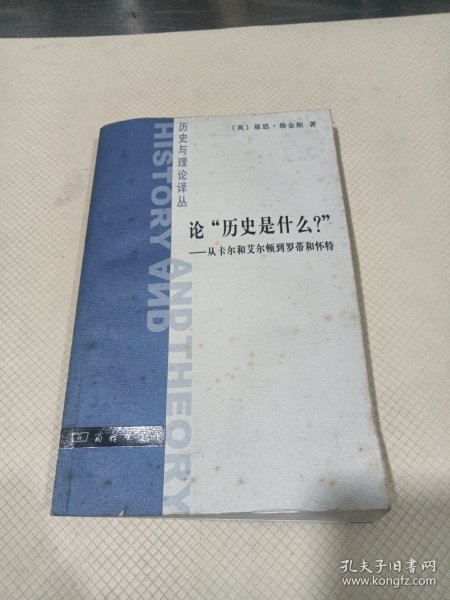 〔英〕基思·詹金斯 著
历史与理论译丛
HISTORY AND THEORY
论“历史是什么?”
——从卡尔和艾尔顿到罗蒂和怀特
商务
孔夫子旧书网
www.kongfz.com